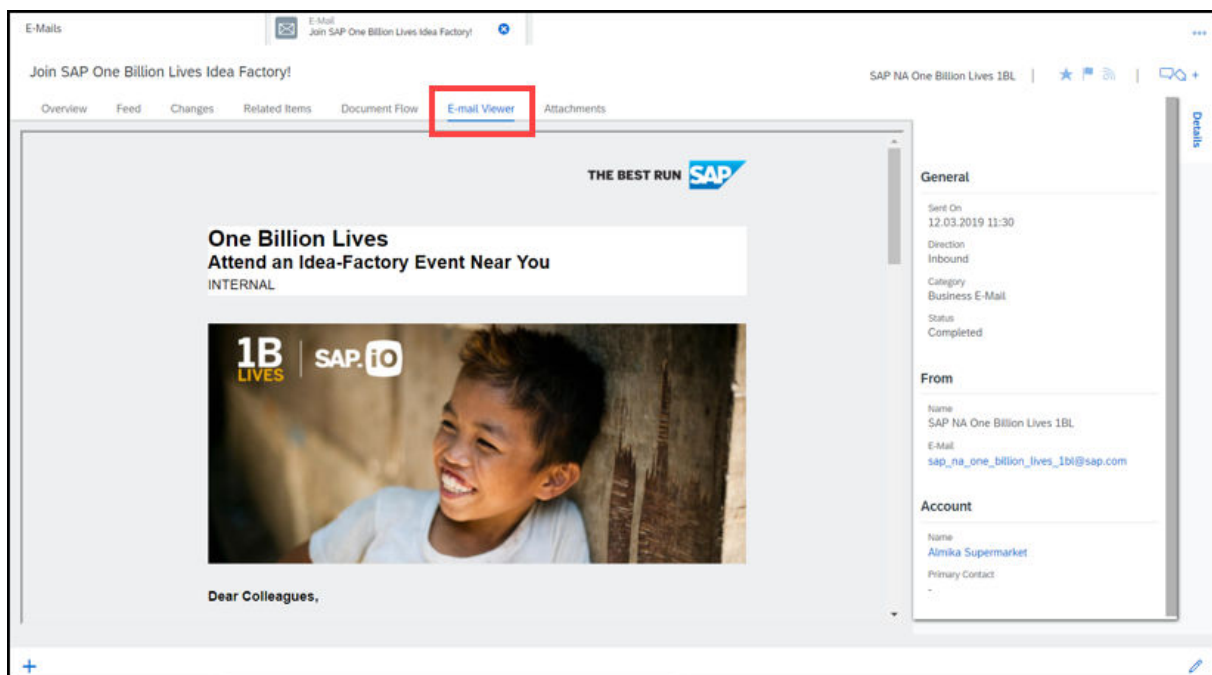 E-Mails
E-Mail
Join SAP One Billion Lives Idea Factory!
Join SAP One Billion Lives Idea Factory!
SAP NA One Billion Lives 1BL
Overview Feed Changes Related Items Document Flow E-mail Viewer Attachments
Details
THE BEST RUN SAP
One Billion Lives
Attend an Idea-Factory Event Near You
INTERNAL
1B
LIVES
SAP.iO
Dear Colleagues,
General
Sent On
12.03.2019 11:30
Direction
Inbound
Category
Business E-Mail
Status
Completed
From
Name
SAP NA One Billion Lives 1BL
E-Mail
sap_na_one_billion_lives_1bl@sap.com
Account
Name
Almika Supermarket
Primary Contact
-